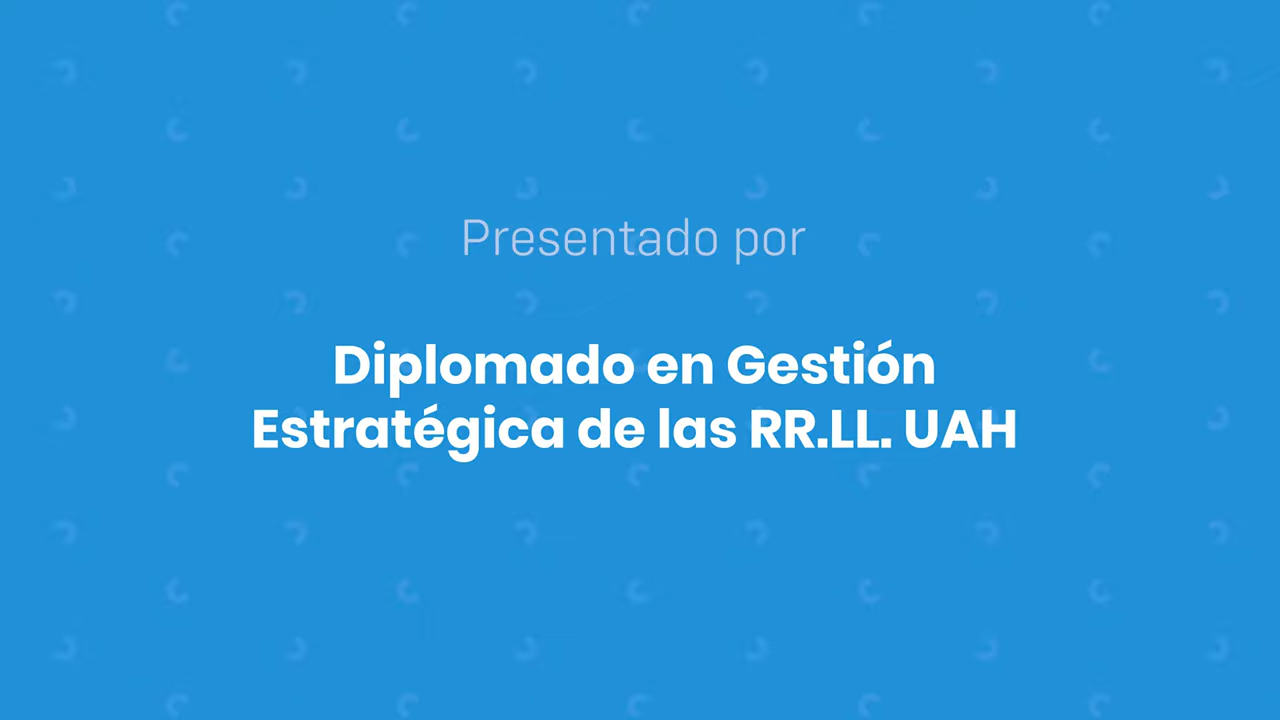 Presentado por
Diplomado en Gestión
Estratégica de las RR.LL. UAH